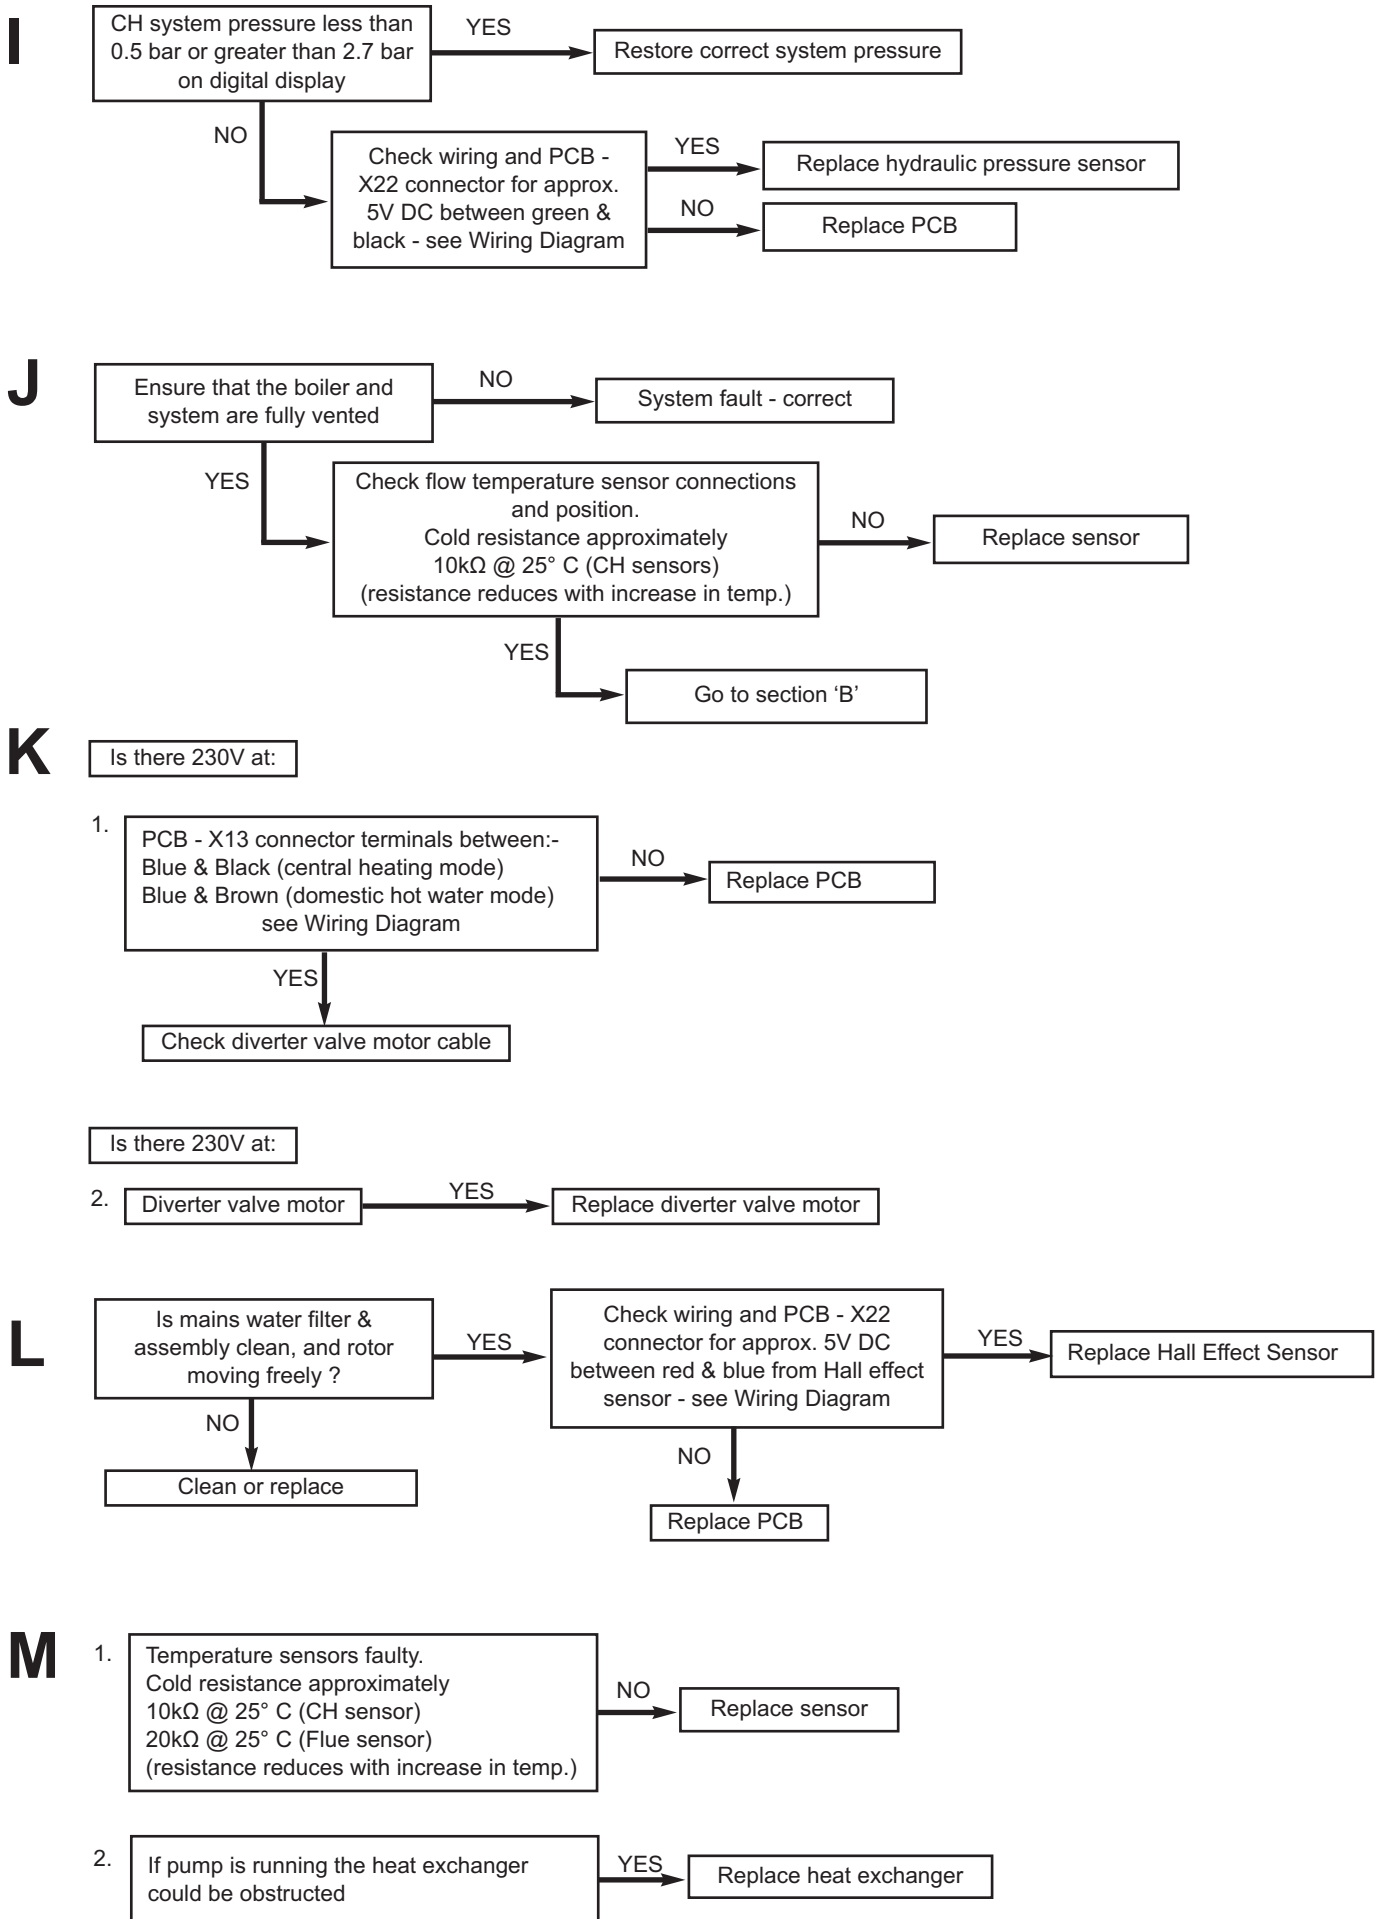 I
CH system pressure less than
0.5 bar or greater than 2.7 bar
on digital display
YES
Restore correct system pressure
NO
Check wiring and PCB -
X22 connector for approx.
5V DC between green &
black - see Wiring Diagram
YES
Replace hydraulic pressure sensor
NO
Replace PCB
J
Ensure that the boiler and
system are fully vented
NO
System fault - correct
YES
Check flow temperature sensor connections
and position.
Cold resistance approximately
10kΩ @ 25° C (CH sensors)
(resistance reduces with increase in temp.)
NO
Replace sensor
YES
Go to section ‘B’
K
Is there 230V at:
1.
PCB - X13 connector terminals between:-
Blue & Black (central heating mode)
Blue & Brown (domestic hot water mode)
see Wiring Diagram
NO
Replace PCB
YES
Check diverter valve motor cable
Is there 230V at:
2.
Diverter valve motor
YES
Replace diverter valve motor
L
Is mains water filter &
assembly clean, and rotor
moving freely ?
YES
Check wiring and PCB - X22
connector for approx. 5V DC
between red & blue from Hall effect
sensor - see Wiring Diagram
YES
Replace Hall Effect Sensor
NO
Clean or replace
NO
Replace PCB
M
1.
Temperature sensors faulty.
Cold resistance approximately
10kΩ @ 25° C (CH sensor)
20kΩ @ 25° C (Flue sensor)
(resistance reduces with increase in temp.)
NO
Replace sensor
2.
If pump is running the heat exchanger
could be obstructed
YES
Replace heat exchanger